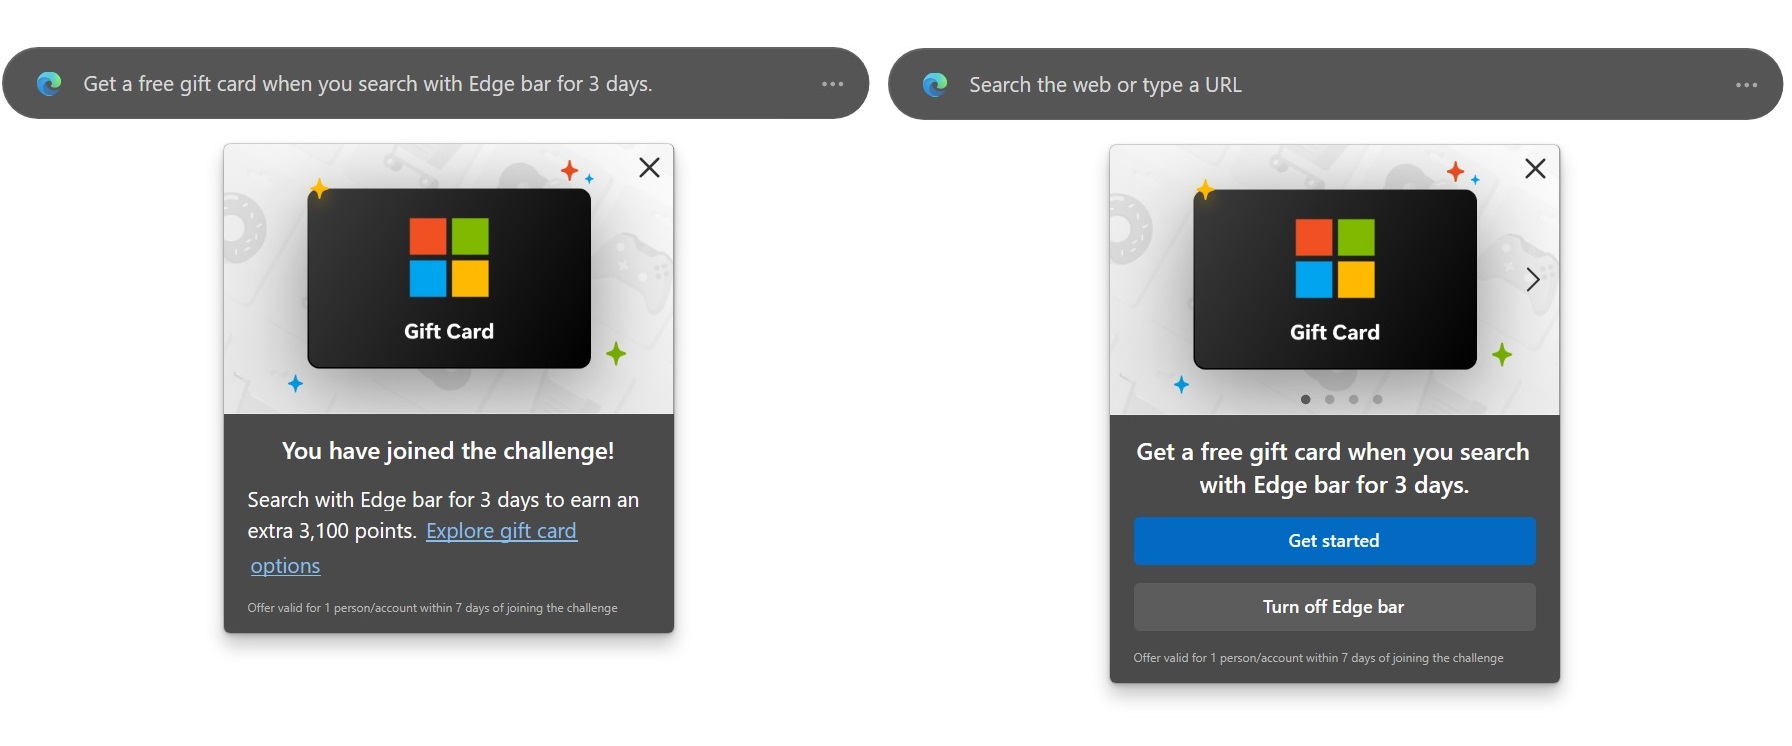 Get a free gift card when you search with Edge bar for 3 days.
Gift Card
You have joined the challenge!
Search with Edge bar for 3 days to earn an
extra 3,100 points. Explore gift card
options
Offer valid for 1 person/account within 7 days of joining the challenge
Search the web or type a URL
Gift Card
Get a free gift card when you search
with Edge bar for 3 days.
Get started
Turn off Edge bar
Offer valid for 1 person/account within 7 days of joining the challenge